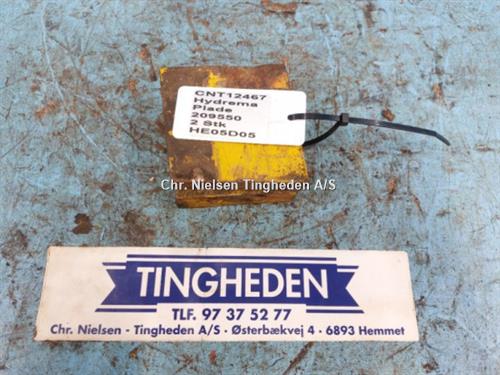 CNT12467
Hydrema
Plade
209550
2 Stk
HE05D05
Chr. Nielsen Tingheden A/S
TINGHEDEN
TLF. 97 37 52 77
Chr. Nielsen - Tingheden A/S - Østerbækvej 4 - 6893 Hemmet